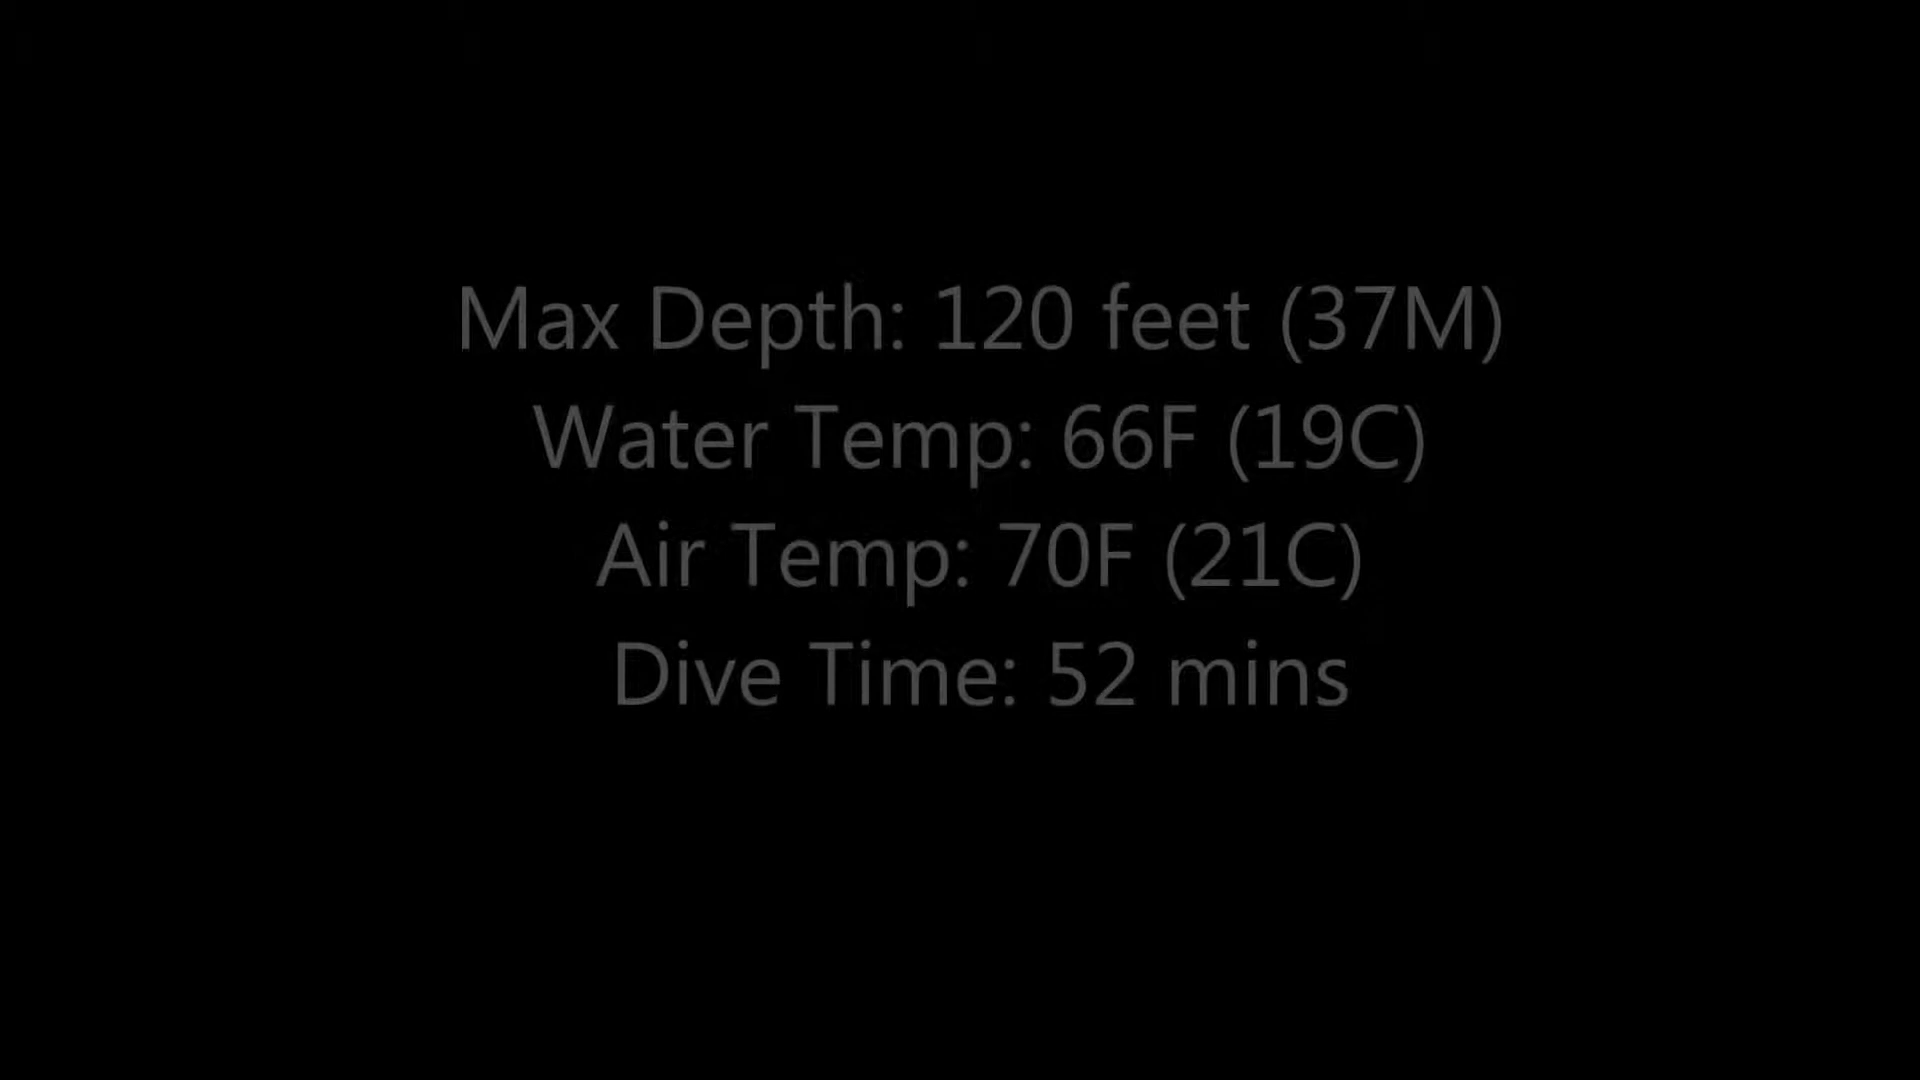 Max Depth: 120 feet (37M)
Water Temp: 66F (19C)
Air Temp: 70F (21C)
Dive Time: 52 mins